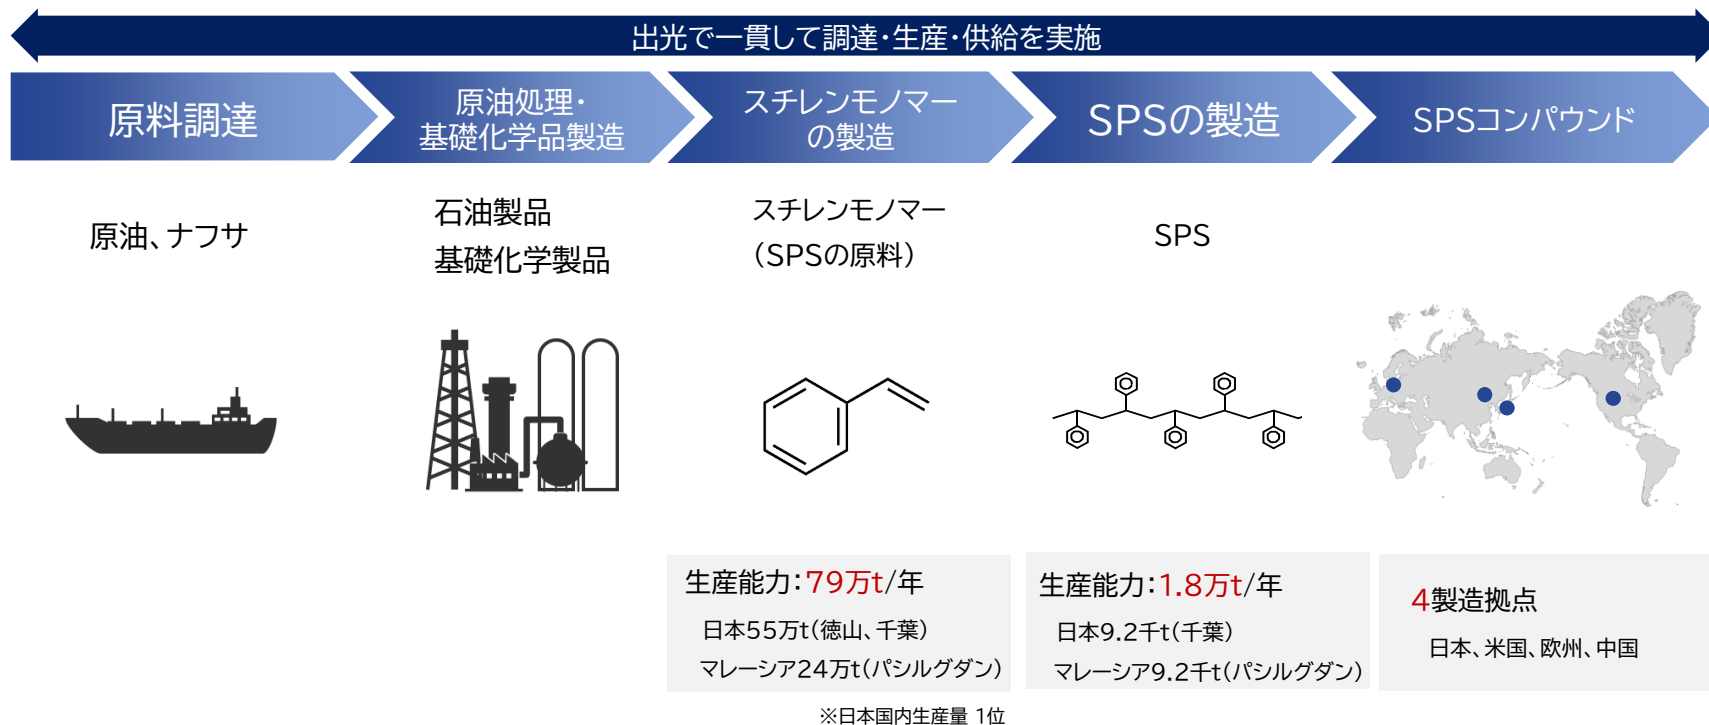 出光で一貫して調達・生産・供給を実施
原料調達
原油処理・
基礎化学品製造
スチレンモノマー
の製造
SPSの製造
SPSコンパウンド
原油、ナフサ
石油製品
基礎化学製品
スチレンモノマー
（SPSの原料）
SPS
生産能力：79万t/年
日本55万t（徳山、千葉）
マレーシア24万t（パシルグダン）
※日本国内生産量 1位
生産能力：1.8万t/年
日本9.2千t（千葉）
マレーシア9.2千t（パシルグダン）
4製造拠点
日本、米国、欧州、中国